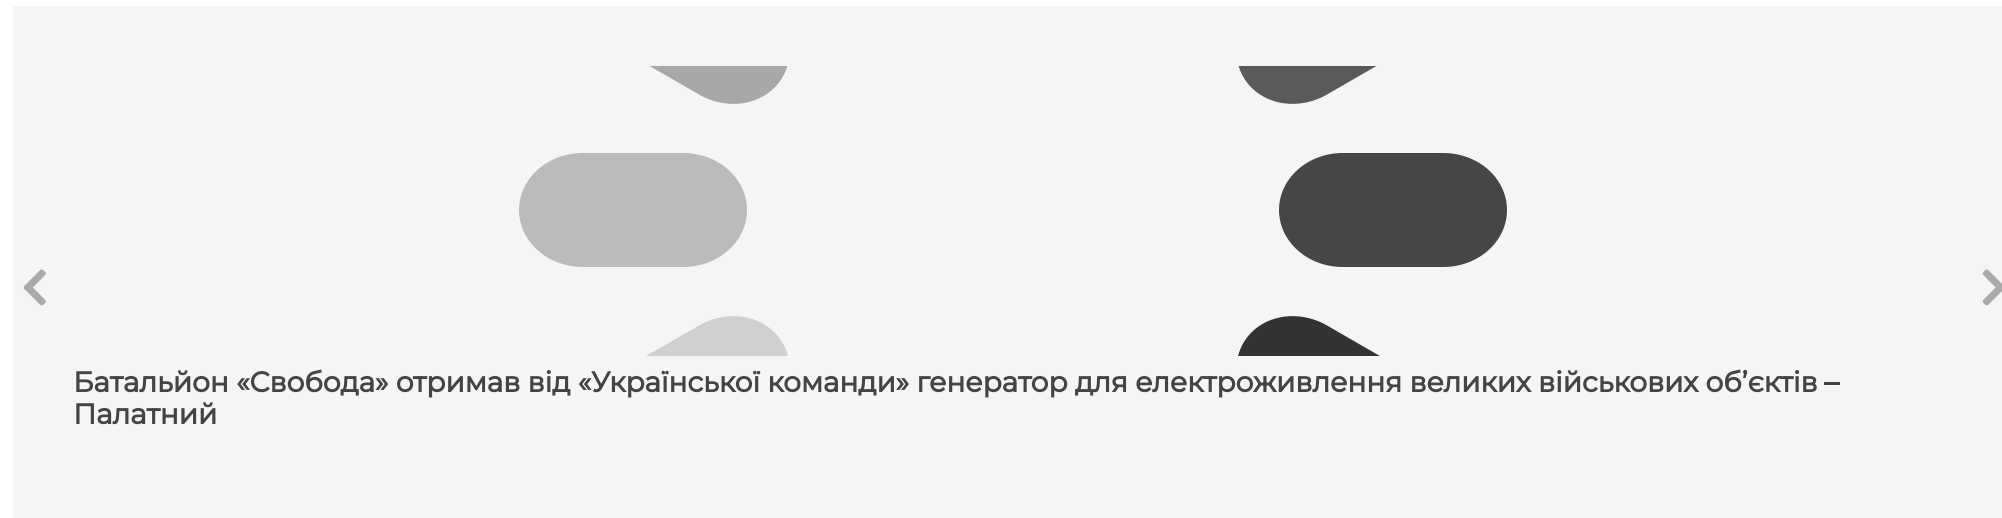 Батальйон «Свобода» отримав від «Української команди» генератор для електроживлення великих військових об’єктів –
Палатний